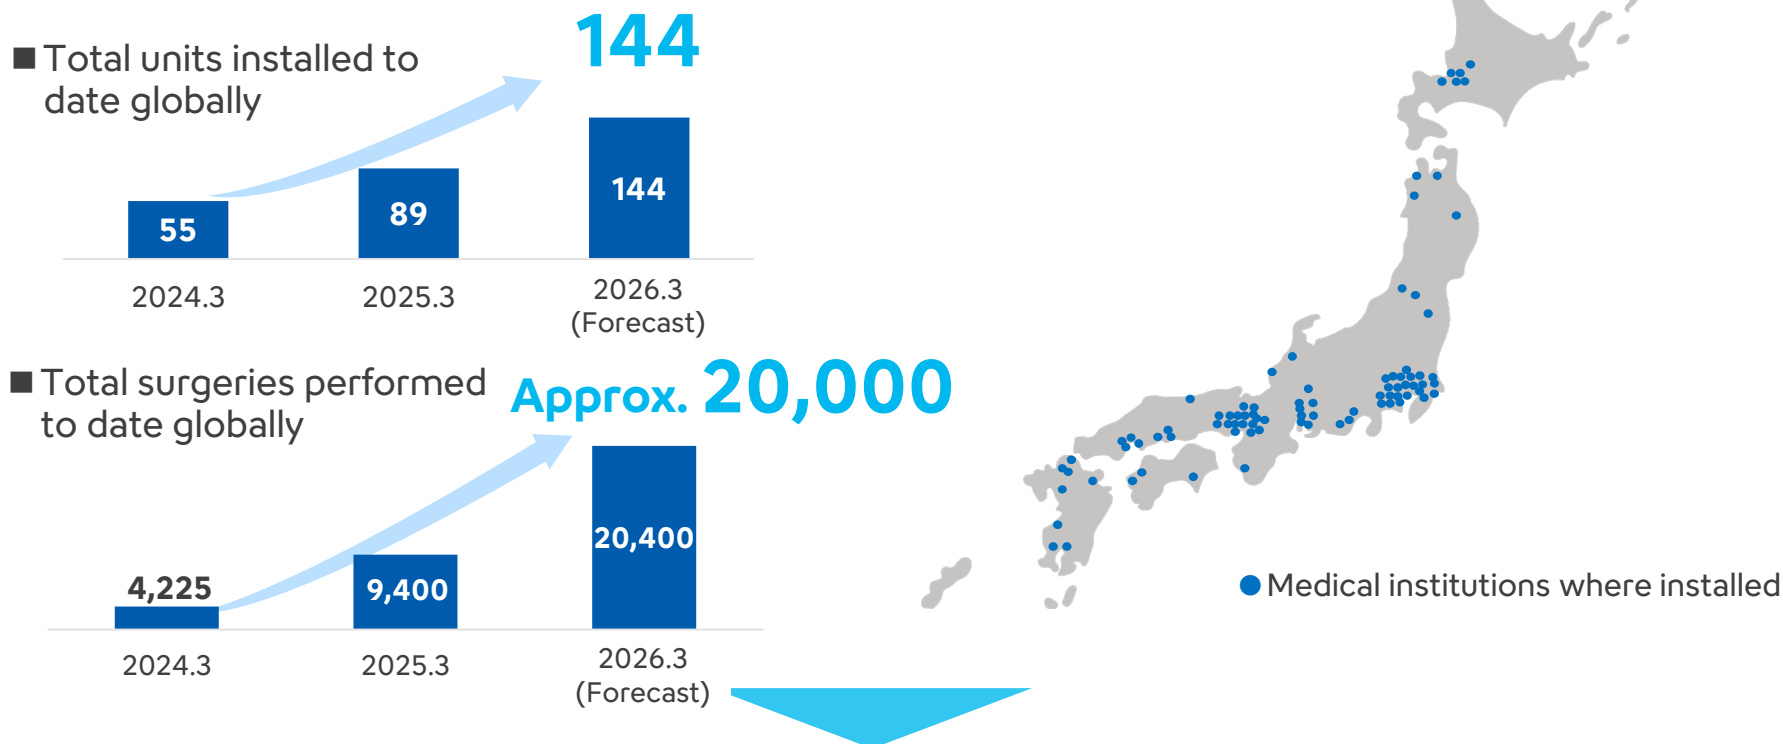 ■ Total units installed to
date globally
144
55
89
144
2024.3
2025.3
2026.3
(Forecast)
■ Total surgeries performed
to date globally
Approx. 20,000
4,225
9,400
20,400
2024.3
2025.3
2026.3
(Forecast)
Medical institutions where installed